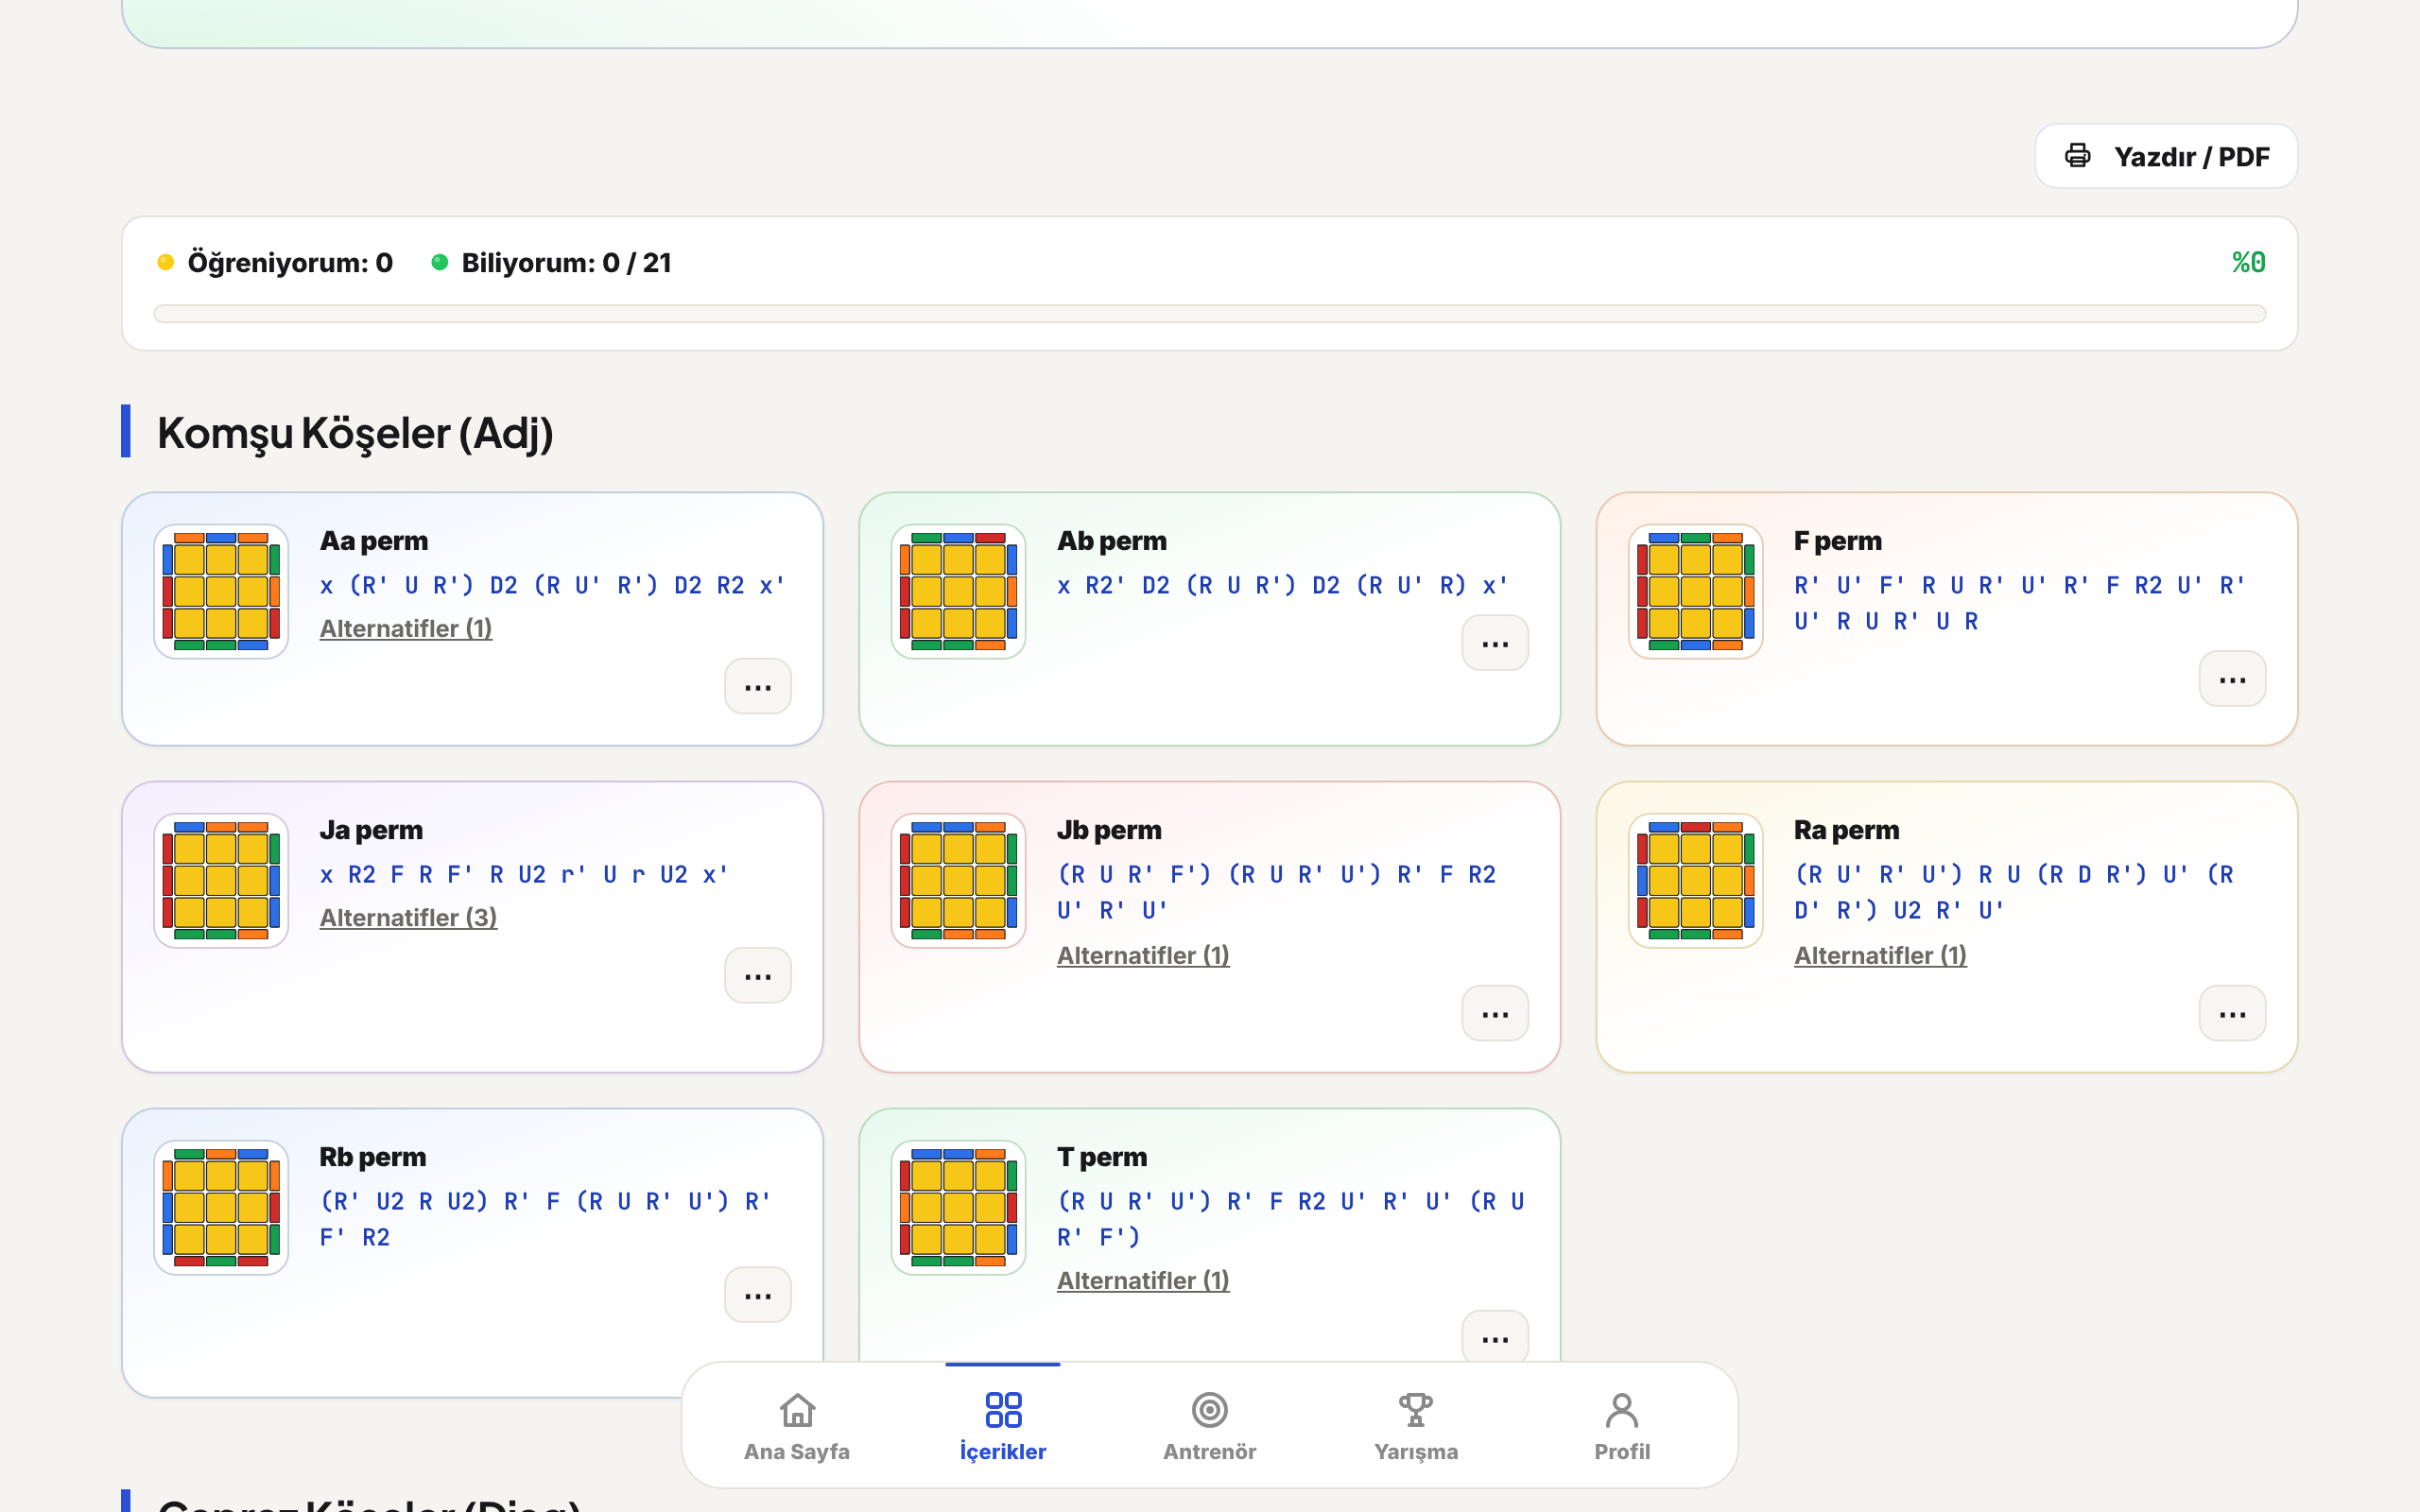 Yazdır / PDF
Öğreniyorum: 0
Biliyorum: 0 / 21
%0
Komşu Köşeler (Adj)
Aa perm
x (R' U R') D2 (R U' R') D2 R2 x'
Alternatifler (1)
...
Ab perm
x R2' D2 (R U R') D2 (R U' R) x'
...
F perm
R' U' F' R U R' U' R' F R2 U' R'
U' R U R' U R
...
Ja perm
x R2 F R F' R U2 r' U r U2 x'
Alternatifler (3)
...
Jb perm
(R U R' F') (R U R' U') R' F R2
U' R' U'
Alternatifler (1)
...
Ra perm
(R U' R' U') R U (R D R') U' (R
D' R') U2 R' U'
Alternatifler (1)
...
Rb perm
(R' U2 R U2) R' F (R U R' U') R'
F' R2
...
T perm
(R U R' U') R' F R2 U' R' U' (R U
R' F')
Alternatifler (1)
...
Ana Sayfa
İçerikler
Antrenör
Yarışma
Profil
Çapraz Köşeler (Diag)